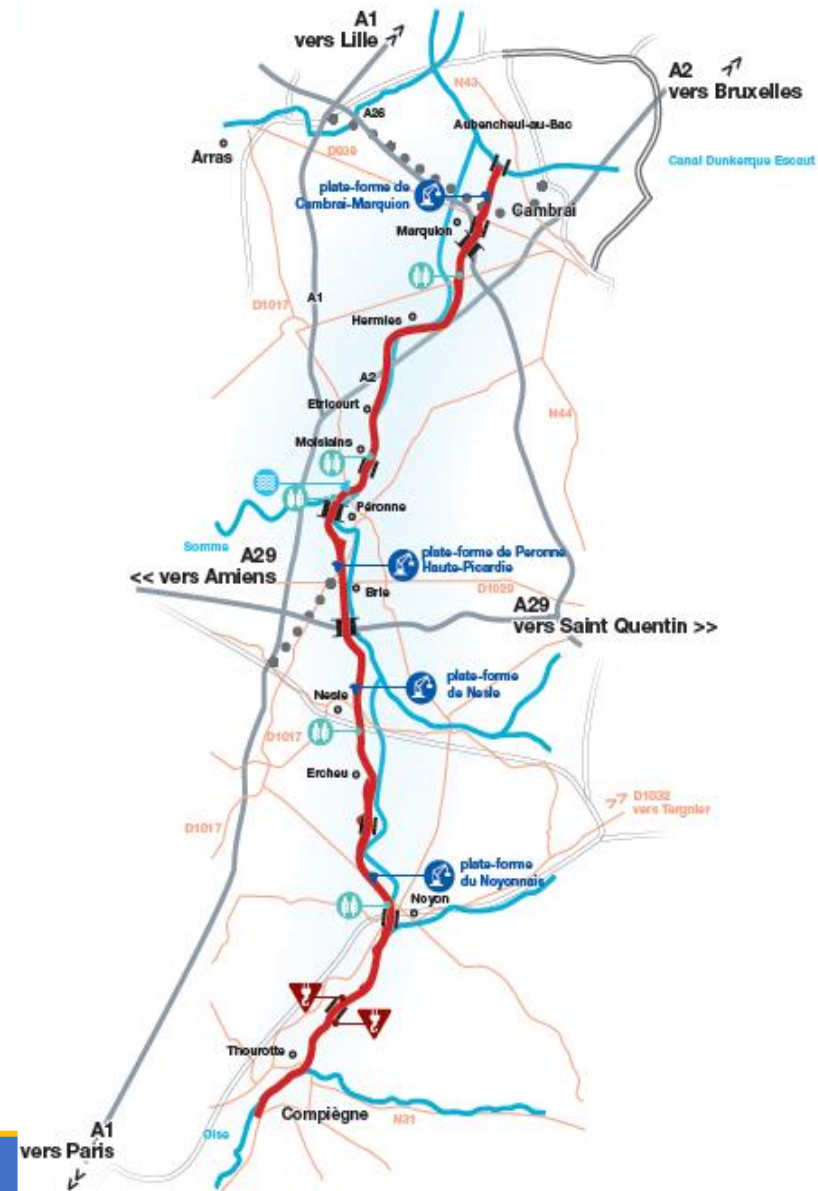 A1
vers Lille
A2
vers Bruxelles
N43
A26
Aubencheul-au-Bac
Arras
D939
Canal Dunkerque Escaut
plate-forme de
Cambrai-Marquion
Cambrai
Marquion
D1017
A1
Hermies
A2
Etricourt
N44
Moislains
Péronne
Somme
A29
<< vers Amiens
plate-forme de Peronne
Haute-Picardie
D1029
Brie
A29
vers Saint Quentin >>
plate-forme
de Nesle
Nesle
D1017
Ercheu
D1032
vers Tergnier
D1017
plate-forme
du Noyonnais
Noyon
Thourotte
Compiègne
N31
Oise
A1
vers Paris